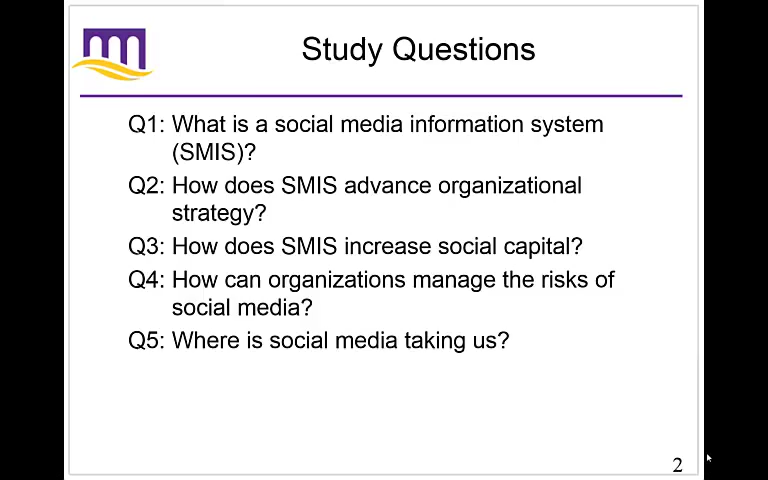 Study Questions
Q1: What is a social media information system
(SMIS)?
Q2: How does SMIS advance organizational
strategy?
Q3: How does SMIS increase social capital?
Q4: How can organizations manage the risks of
social media?
Q5: Where is social media taking us?
2